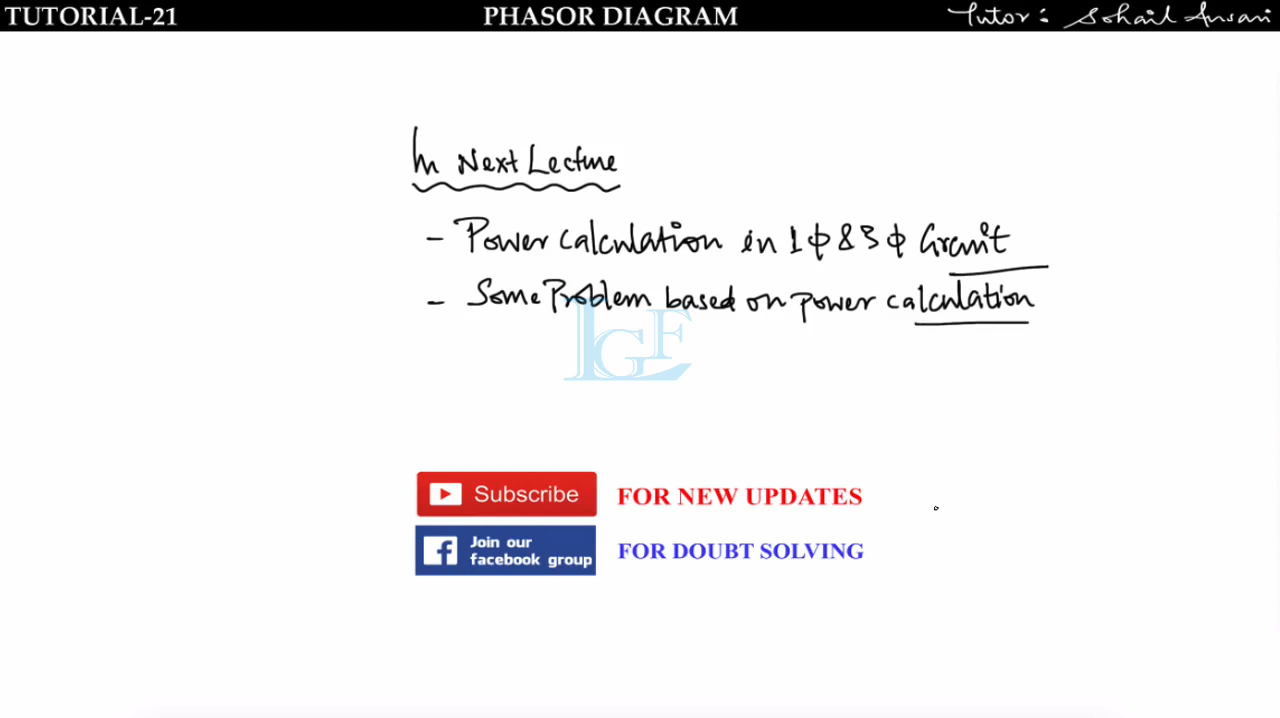 TUTORIAL-21
PHASOR DIAGRAM
Tutor: Sohail Ansari
In Next Lecture
- Power calculation in 1ϕ & 3ϕ Circuit
- Some Problem based on power calculation
IGF
Subscribe
FOR NEW UPDATES
Join our
facebook group
FOR DOUBT SOLVING